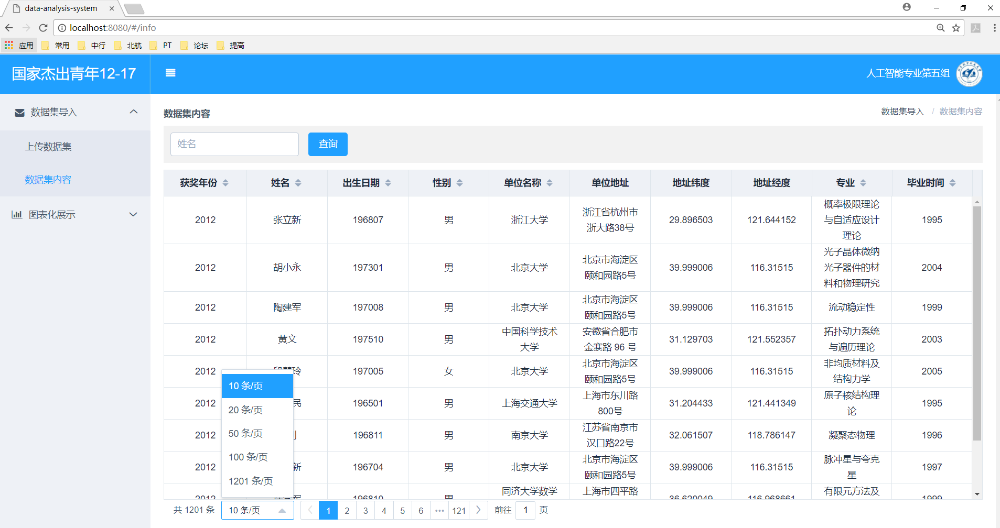 data-analysis-system
localhost:8080/#/info
应用 常用 中行 北航 PT 论坛 提高
国家杰出青年12-17
人工智能专业第五组
数据集导入
上传数据集
数据集内容
图表化展示
数据集内容
数据集导入 / 数据集内容
姓名
查询
获奖年份 姓名 出生日期 性别 单位名称 单位地址 地址纬度 地址经度 专业 毕业时间
2012 张立新 196807 男 浙江大学 浙江省杭州市 29.896503 121.644152 概率极限理论 1995
浙大路38号 与自适应设计
理论
2012 胡小永 197301 男 北京大学 北京市海淀区 39.999006 116.31515 光子晶体微纳 2004
颐和园路5号 光子器件的材
料和物理研究
2012 陶建军 197008 男 北京大学 北京市海淀区 39.999006 116.31515 流动稳定性 1999
颐和园路5号
2012 黄文 197510 男 中国科学技术 安徽省合肥市 31.129703 121.552357 拓扑动力系统 2003
大学 金寨路 96 号 与遍历理论
2012 玲 197005 女 北京大学 北京市海淀区 39.999006 116.31515 非均质材料及 2005
颐和园路5号 结构力学
2012 民 196501 男 上海交通大学 上海市东川路 31.204433 121.441349 原子核结构理 1995
800号 论
2012 196811 男 南京大学 江苏省南京市 32.061507 118.786147 凝聚态物理 1996
汉口路22号
2012 新 196704 男 北京大学 北京市海淀区 39.999006 116.31515 脉冲星与夸克 1997
颐和园路5号 星
2012 军 196810 男 同济大学数学 上海市四平路 36.620049 116.968661 有限元方法及 1999
10 条/页
20 条/页
50 条/页
100 条/页
1201 条/页
共 1201 条 10 条/页 1 2 3 4 5 6 ••• 121 前往 1 页